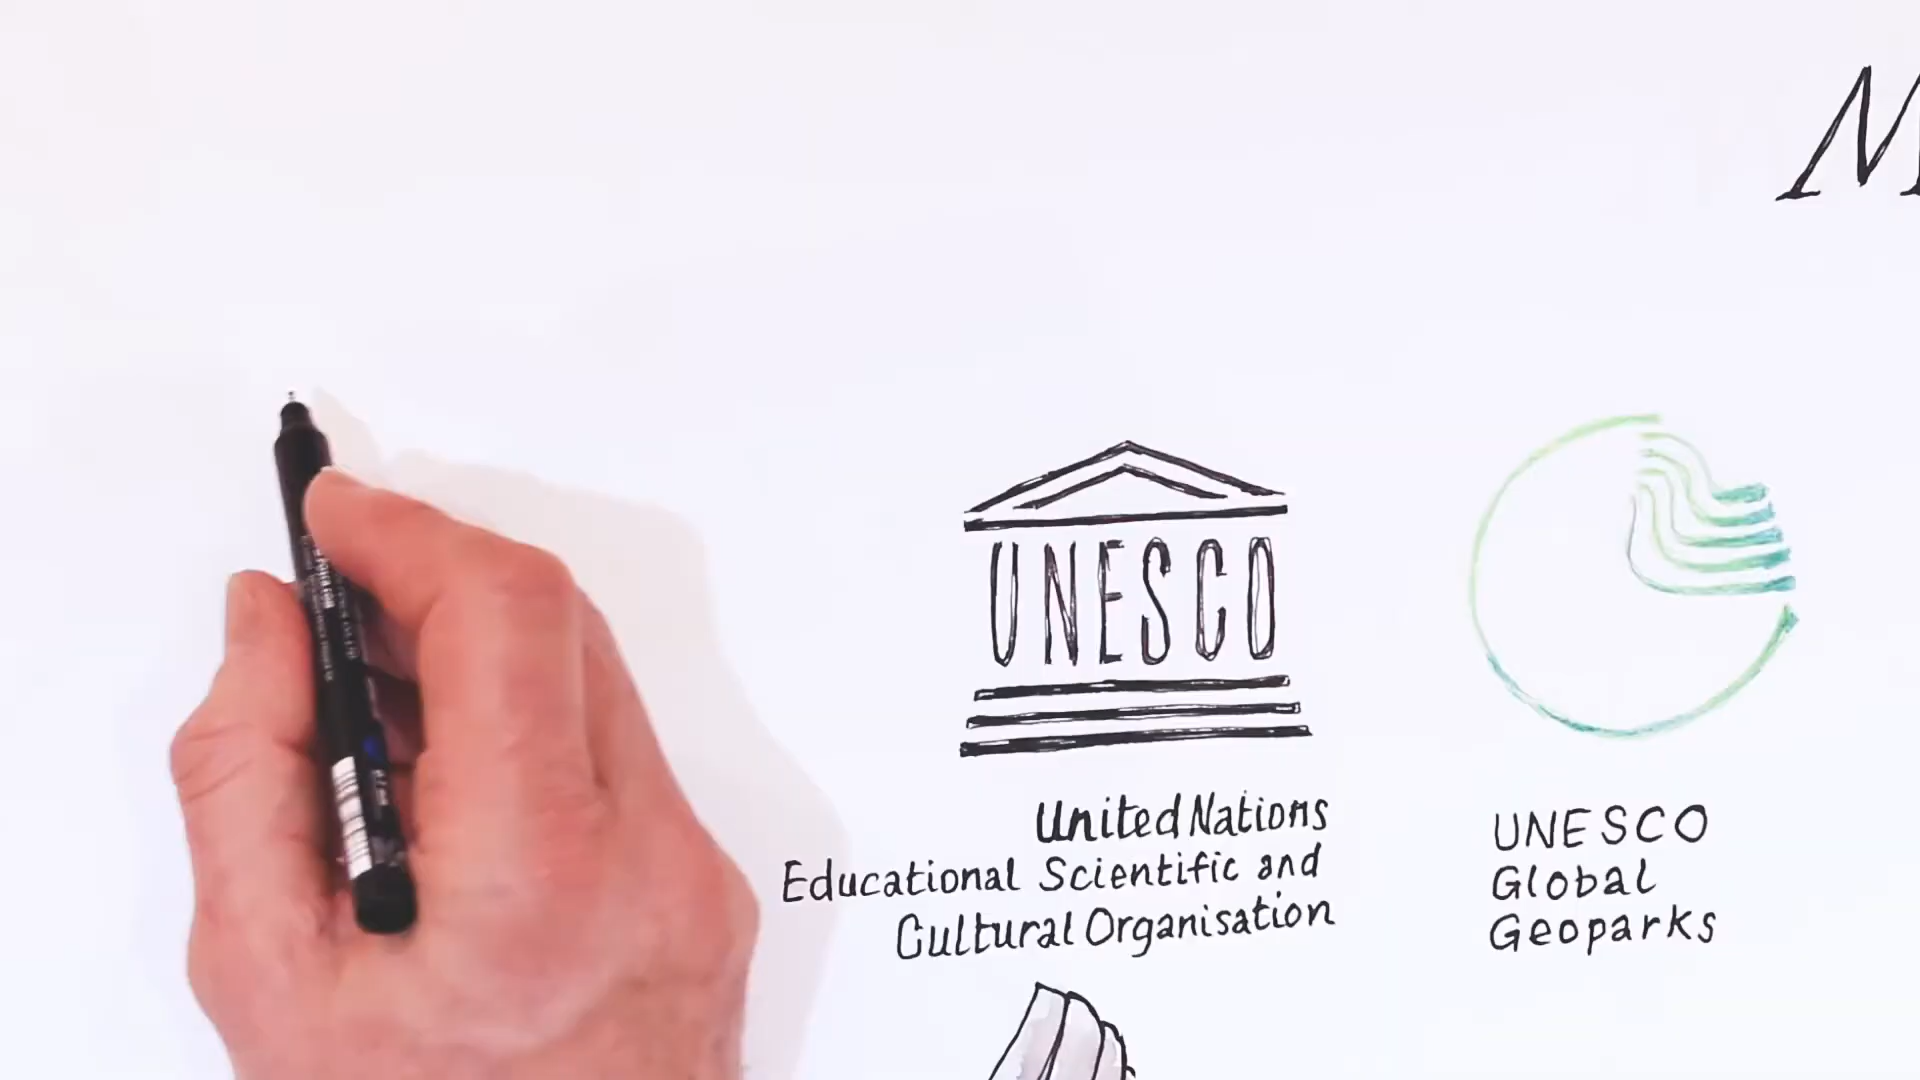 M
UNESCO
United Nations
Educational Scientific and
Cultural Organisation
UNESCO
Global
Geoparks